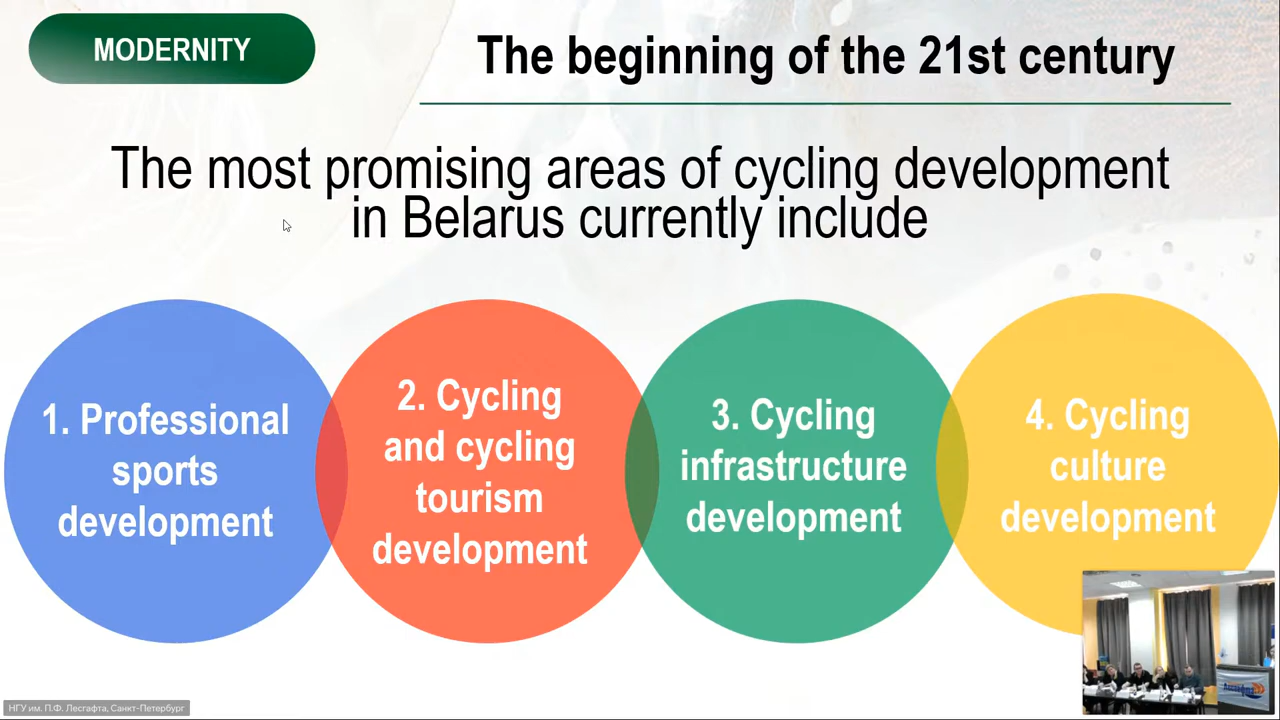 MODERNITY
The beginning of the 21st century
The most promising areas of cycling development
in Belarus currently include
1. Professional
sports
development
2. Cycling
and cycling
tourism
development
3. Cycling
infrastructure
development
4. Cycling
culture
development
НГУ им. П.Ф. Лесгафта, Санкт-Петербург